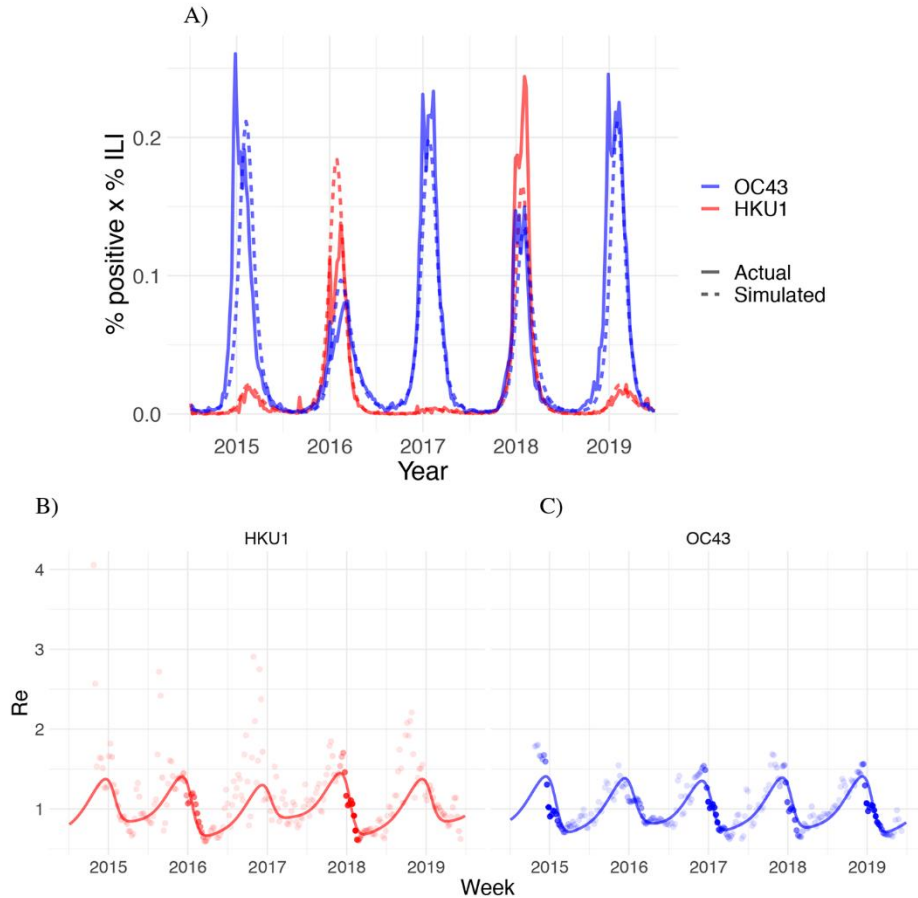 A)
% positive x % ILI
0.2
0.1
0.0
2015 2016 2017 2018 2019
Year
OC43
HKU1
Actual
Simulated
B)
C)
HKU1
OC43
Re
4
3
2
1
2015 2016 2017 2018 2019
2015 2016 2017 2018 2019
Week